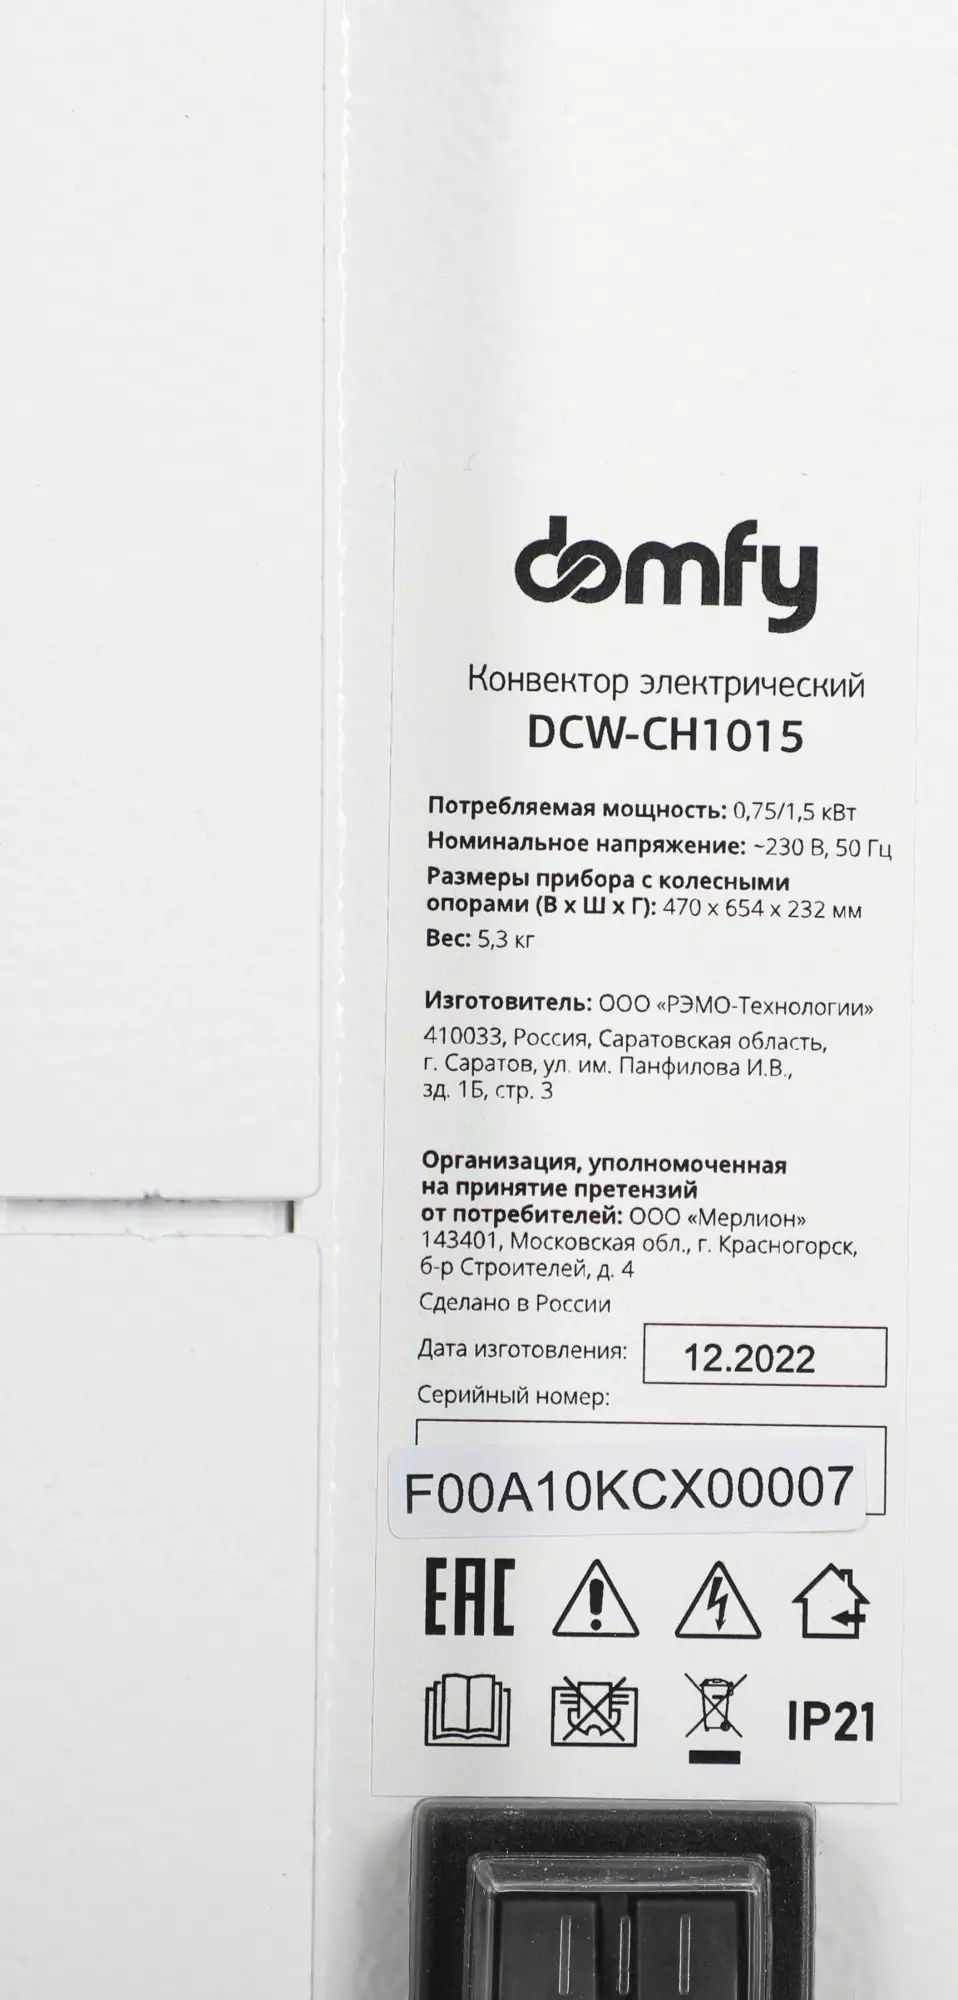 domfy
Конвектор электрический
DCW-CH1015
Потребляемая мощность: 0,75/1,5 кВт
Номинальное напряжение: ~230 В, 50 Гц
Размеры прибора с колесными
опорами (В х Ш х Г): 470 х 654 х 232 мм
Вес: 5,3 кг
Изготовитель: ООО «РЭМО-Технологии»
410033, Россия, Саратовская область,
г. Саратов, ул. им. Панфилова И.В.,
зд. 1Б, стр. 3
Организация, уполномоченная
на принятие претензий
от потребителей: ООО «Мерлион»
143401, Московская обл., г. Красногорск,
б-р Строителей, д. 4
Сделано в России
Дата изготовления: 12.2022
Серийный номер:
F00A10KCX00007
EAC
IP21